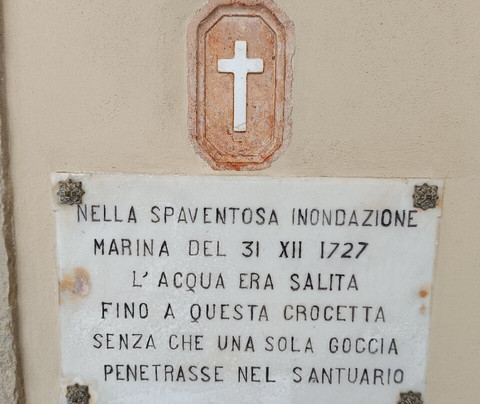 NELLA SPAVENTOSA INONDAZIONE
MARINA DEL 31 XII 1727
L'ACQUA ERA SALITA
FINO A QUESTA CROCETTA
SENZA CHE UNA SOLA GOCCIA
PENETRASSE NEL SANTUARIO